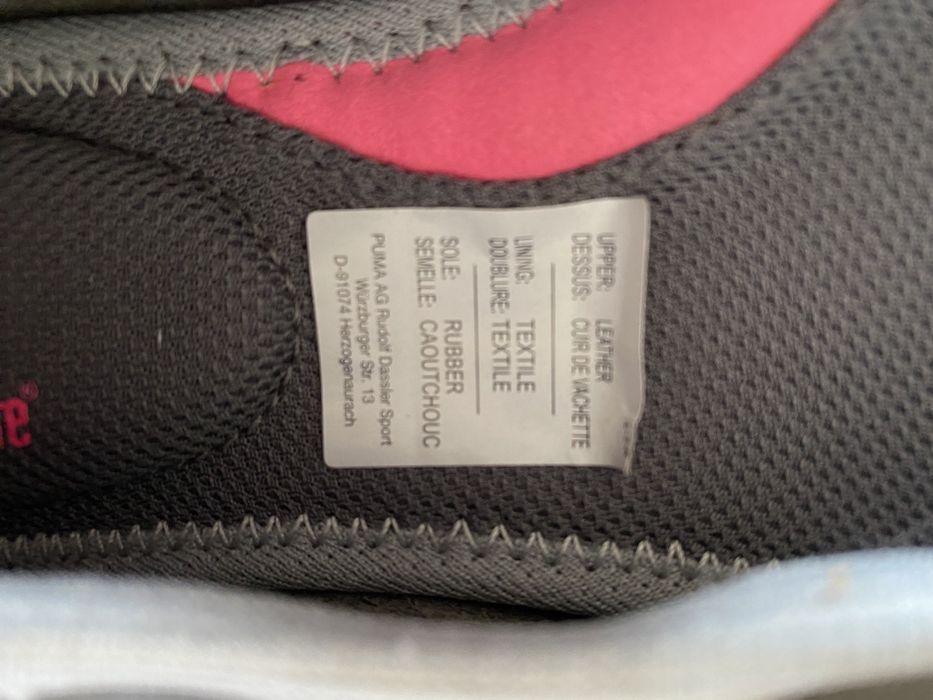 UPPER: LEATHER
DESSUS: CUIR DE VACHETTE
LINING: TEXTILE
DOUBLURE: TEXTILE
SOLE: RUBBER
SEMELLE: CAOUTCHOUC
PUMA AG Rudolf Dassler Sport
Würzburger Str. 13
D-91074 Herzogenaurach